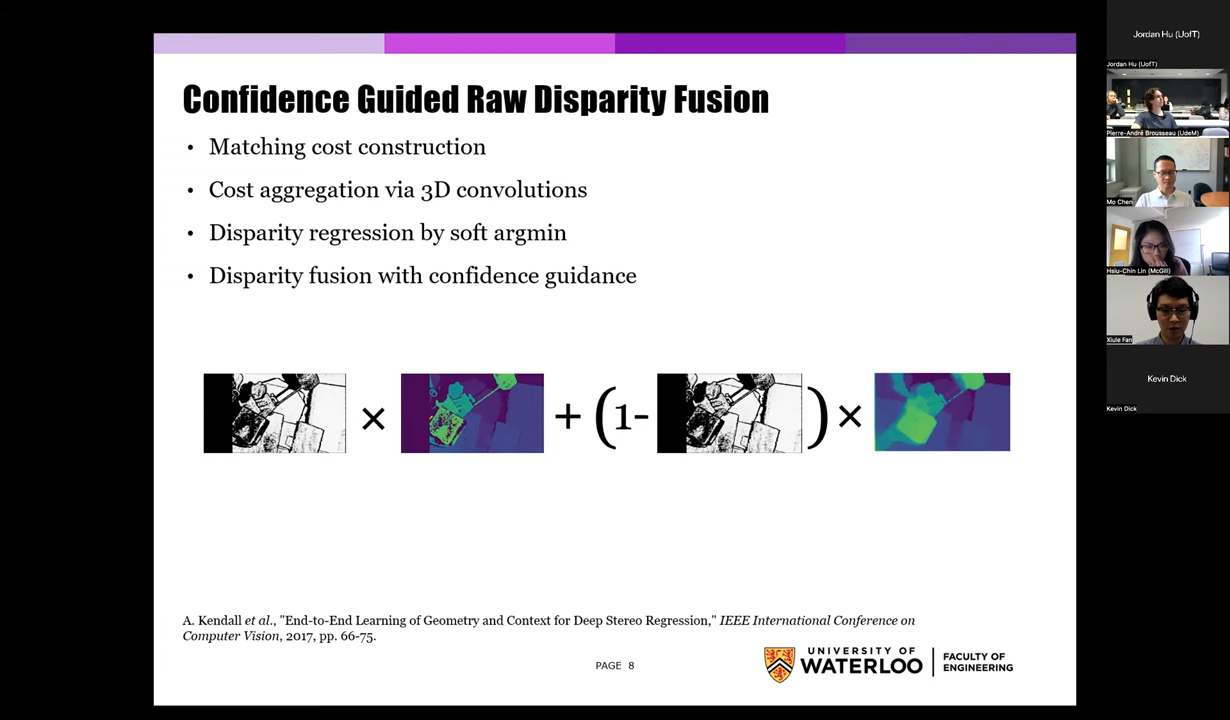 Confidence Guided Raw Disparity Fusion
• Matching cost construction
• Cost aggregation via 3D convolutions
• Disparity regression by soft argmin
• Disparity fusion with confidence guidance
× + (1- ) ×
A. Kendall et al., "End-to-End Learning of Geometry and Context for Deep Stereo Regression," IEEE International Conference on
Computer Vision, 2017, pp. 66-75.
PAGE 8
UNIVERSITY OF
WATERLOO
FACULTY OF
ENGINEERING
Jordan Hu (UofT)
Jordan Hu (UofT)
Pierre-André Brousseau (UdeM)
Mo Chen
Hsiu-Chin Lin (McGill)
Xiule Fan
Kevin Dick
Kevin Dick